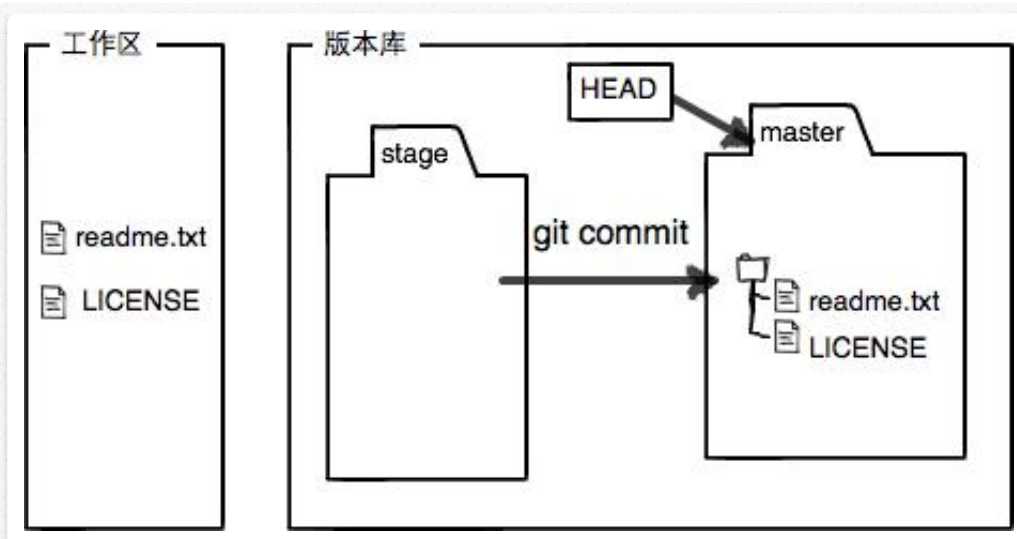 工作区
版本库
HEAD
master
stage
git commit
readme.txt
LICENSE
readme.txt
LICENSE